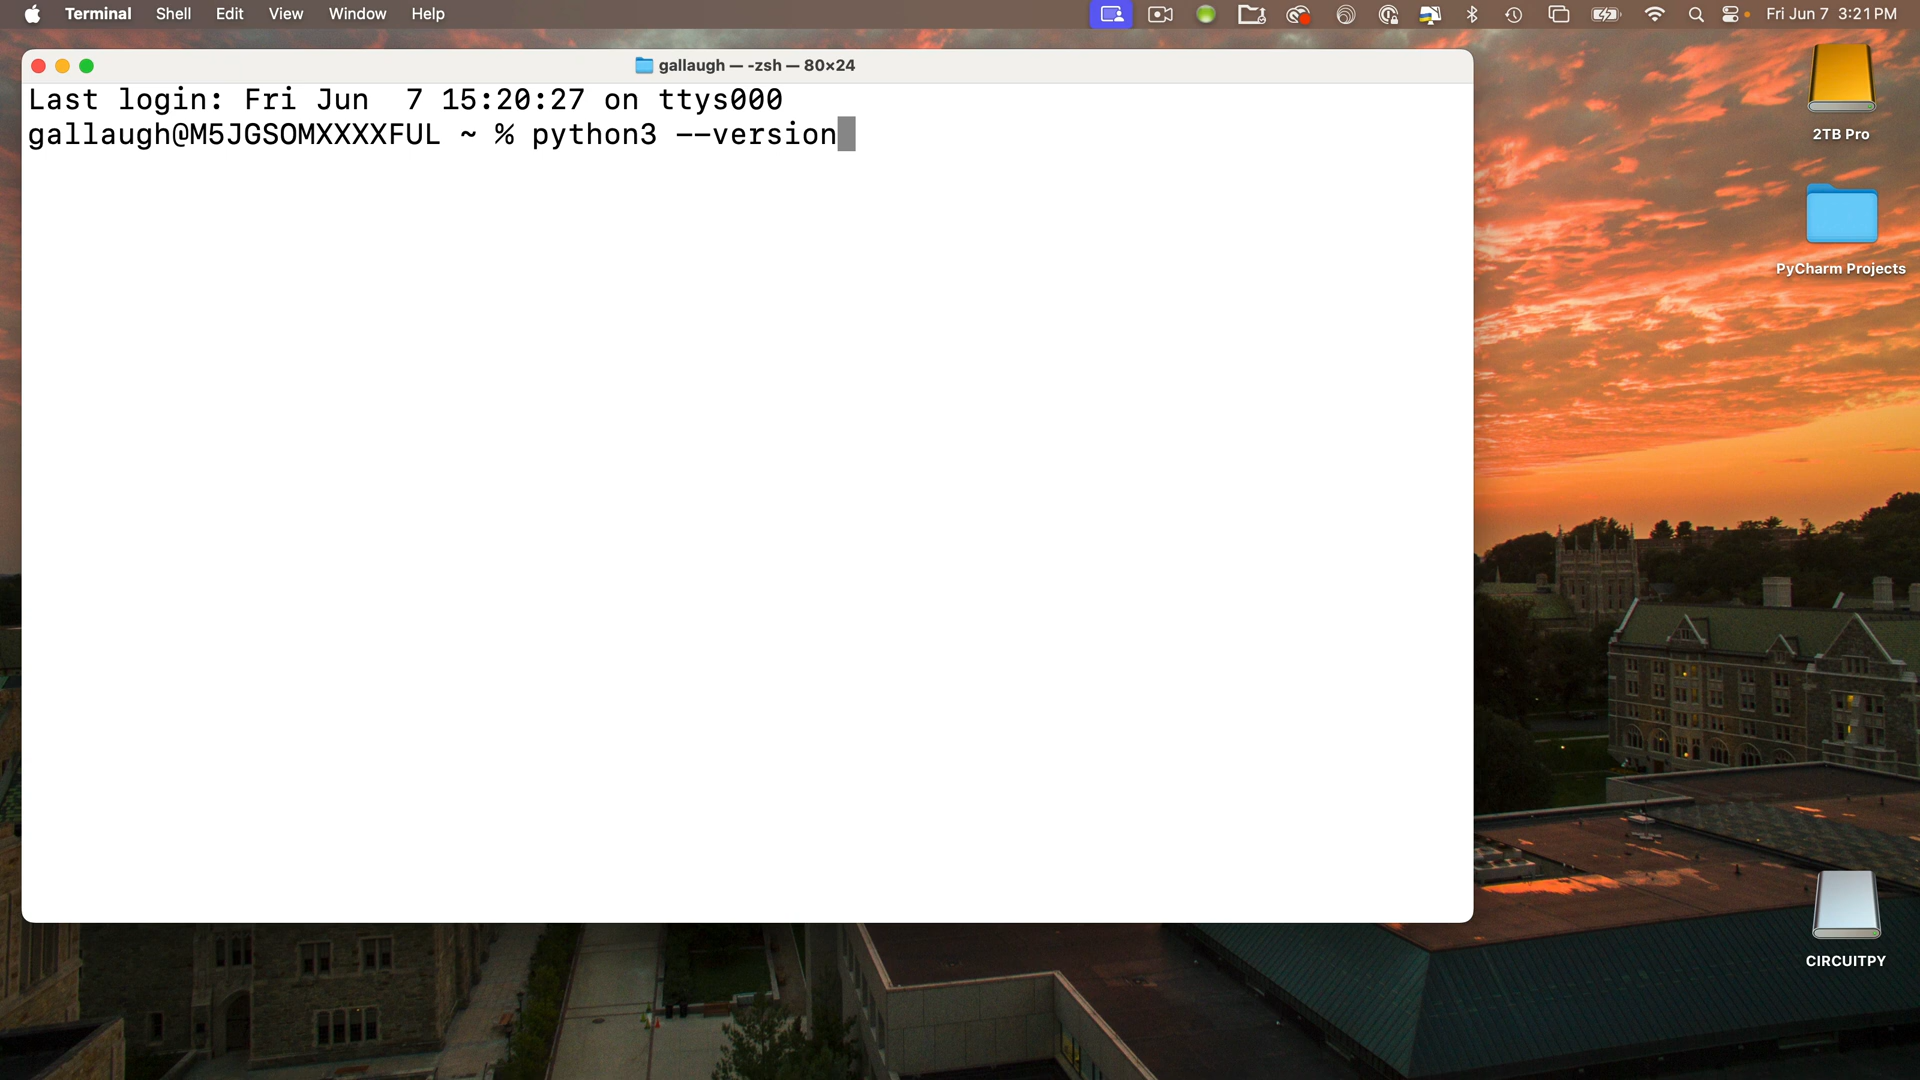 Terminal Shell Edit View Window Help Fri Jun 7 3:21 PM
gallaugh — -zsh — 80×24
Last login: Fri Jun  7 15:20:27 on ttys000
gallaugh@M5JGSOMXXXXFUL ~ % python3 --version
2TB Pro
PyCharm Projects
CIRCUITPY